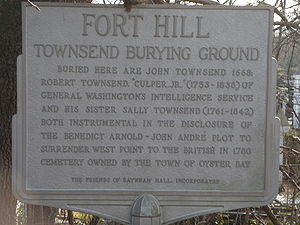 FORT HILL
TOWNSEND BURYING GROUND
BURIED HERE ARE JOHN TOWNSEND 1668;
ROBERT TOWNSEND, "CULPER, JR." (1753-1838) OF
GENERAL WASHINGTON'S INTELLIGENCE SERVICE
AND HIS SISTER SALLY TOWNSEND (1761-1842)
BOTH INSTRUMENTAL IN THE DISCLOSURE OF
THE BENEDICT ARNOLD-JOHN ANDRÉ PLOT TO
SURRENDER WEST POINT TO THE BRITISH IN 1780
CEMETERY OWNED BY THE TOWN OF OYSTER BAY
THE FRIENDS OF RAYNHAM HALL, INCORPORATED